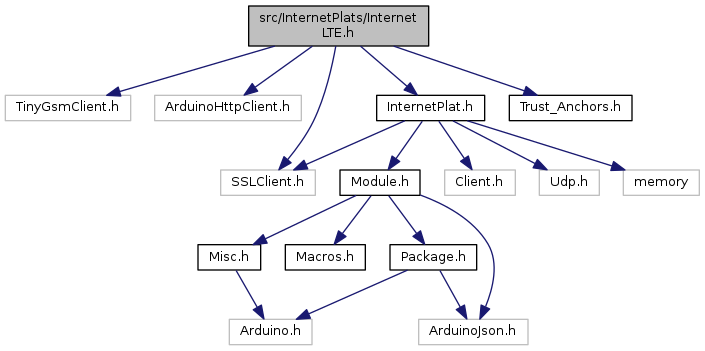 src/InternetPlats/Internet
LTE.h
TinyGsmClient.h
ArduinoHttpClient.h
InternetPlat.h
Trust_Anchors.h
SSLClient.h
Module.h
Client.h
Udp.h
memory
Misc.h
Macros.h
Package.h
Arduino.h
ArduinoJson.h